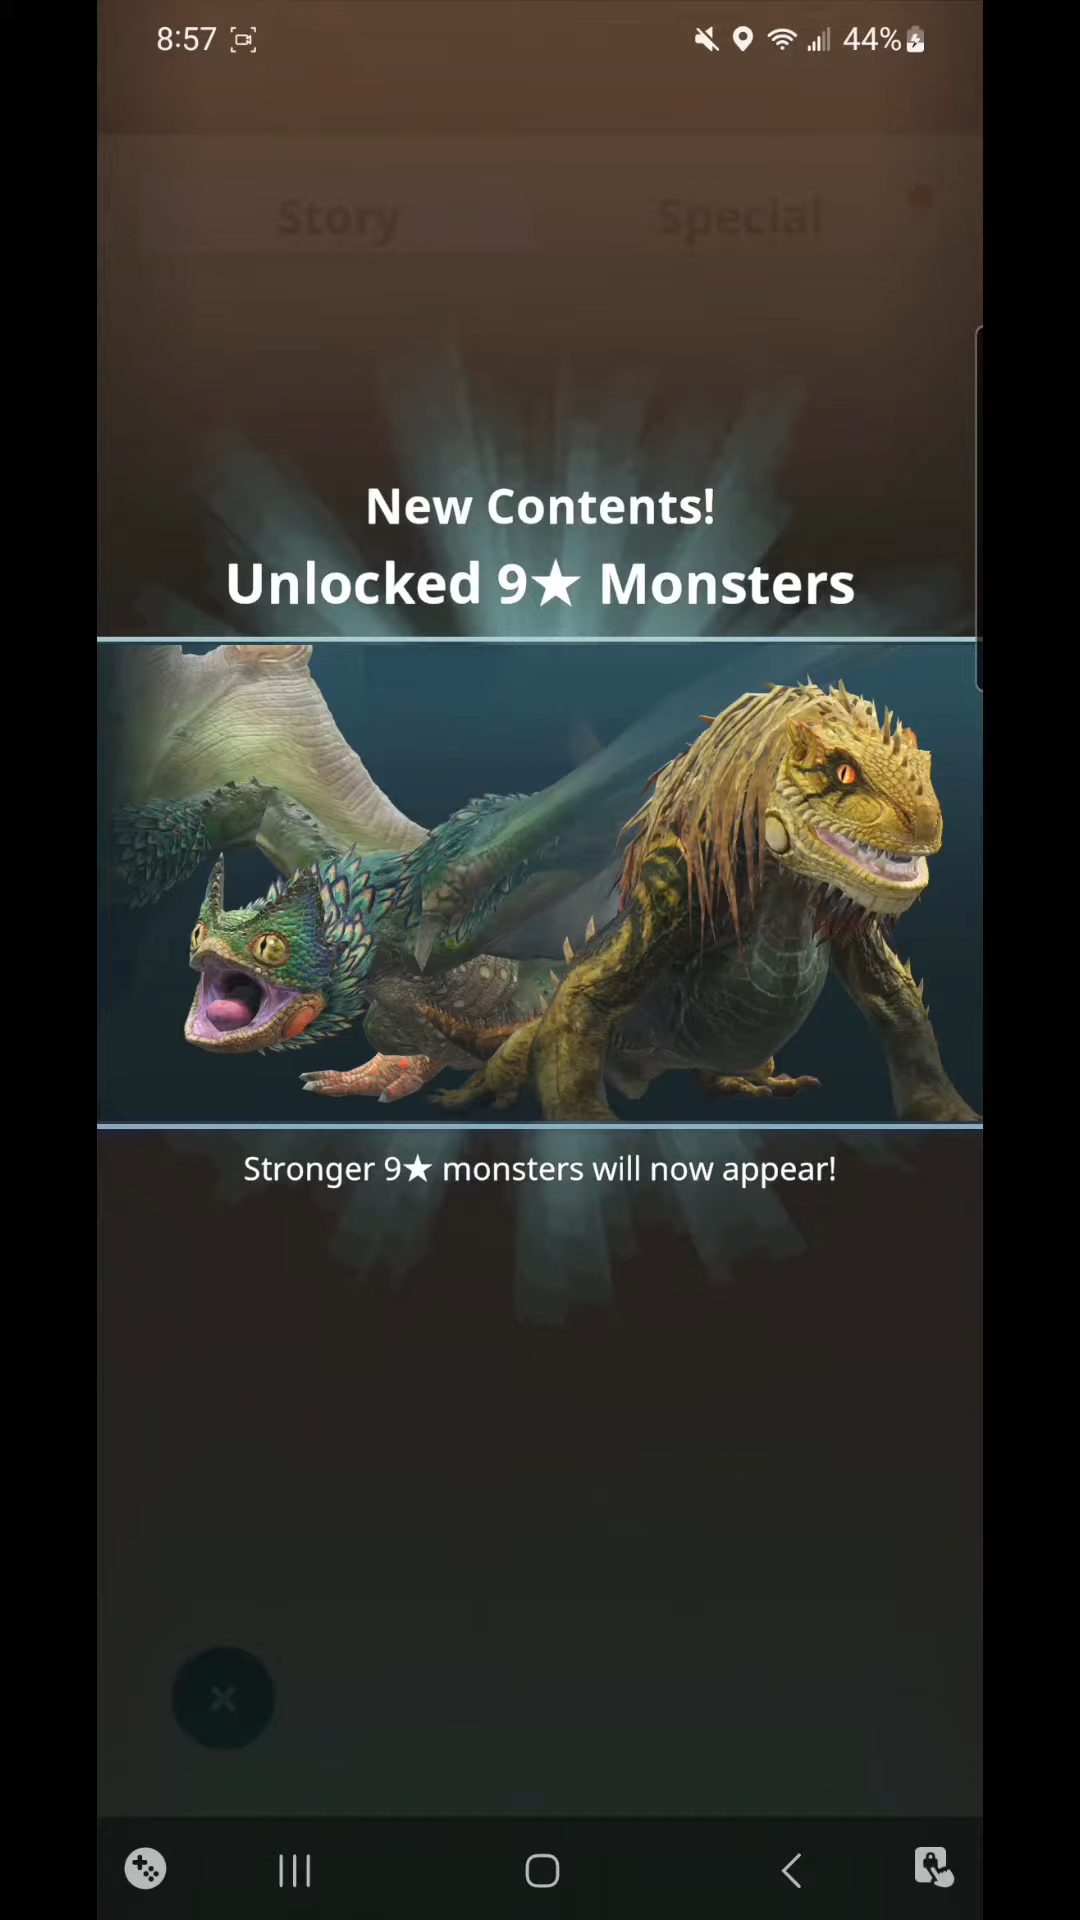 8:57 44%
Story Special
New Contents!
Unlocked 9★ Monsters
Stronger 9★ monsters will now appear!